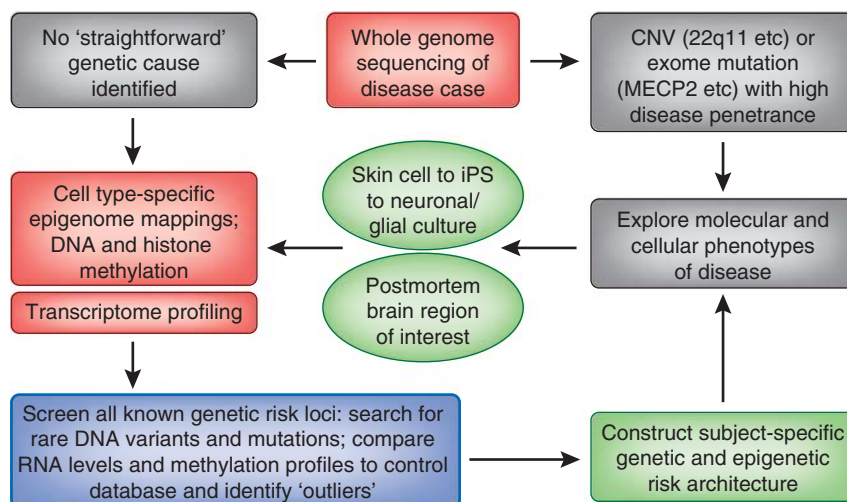 No ‘straightforward’
genetic cause
identified
Whole genome
sequencing of
disease case
CNV (22q11 etc) or
exome mutation
(MECP2 etc) with high
disease penetrance
Cell type-specific
epigenome mappings;
DNA and histone
methylation
Transcriptome profiling
Skin cell to iPS
to neuronal/
glial culture
Postmortem
brain region
of interest
Explore molecular and
cellular phenotypes
of disease
Screen all known genetic risk loci: search for
rare DNA variants and mutations; compare
RNA levels and methylation profiles to control
database and identify ‘outliers’
Construct subject-specific
genetic and epigenetic
risk architecture